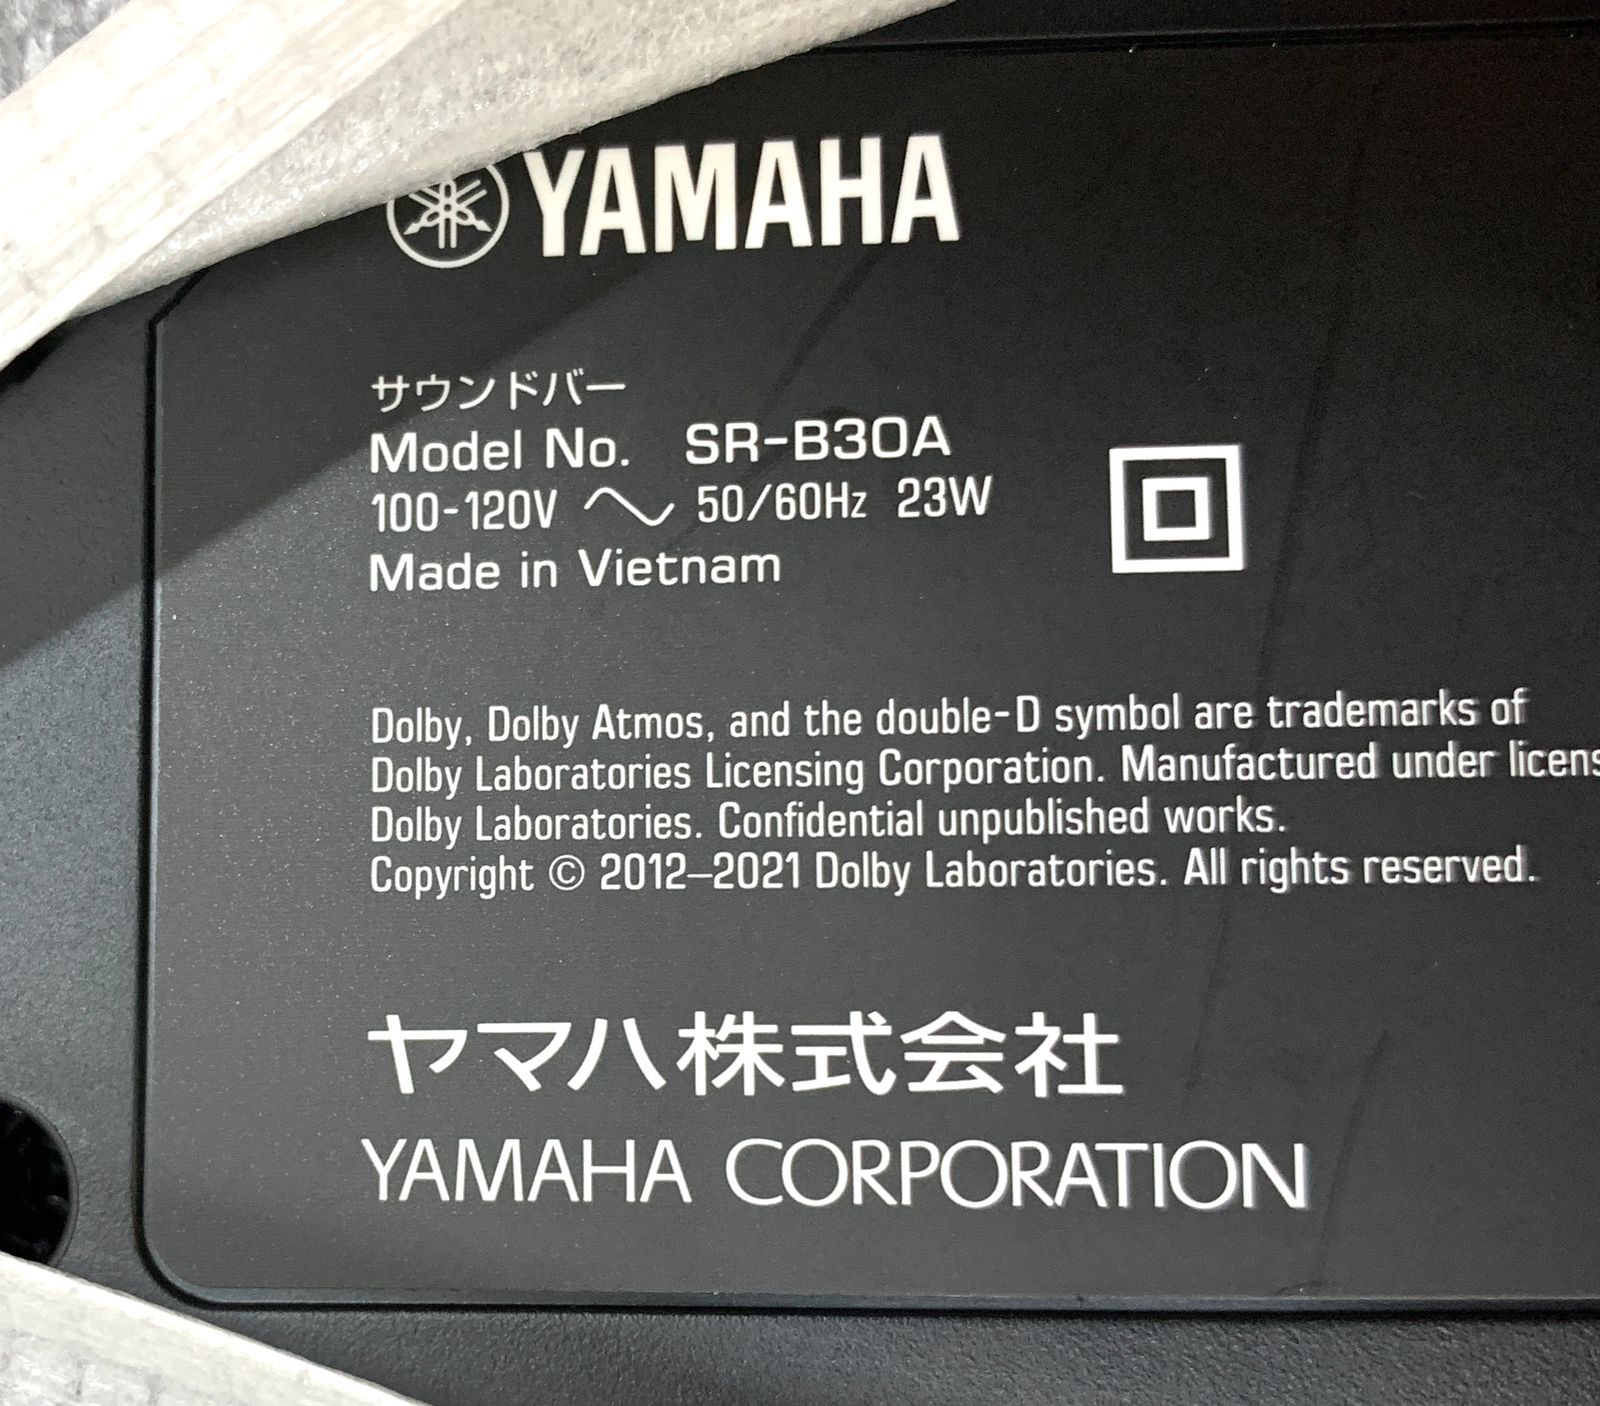 YAMAHA
サウンドバー
Model No. SR-B30A
100-120V 50/60Hz 23W
Made in Vietnam
Dolby, Dolby Atmos, and the double-D symbol are trademarks of
Dolby Laboratories Licensing Corporation. Manufactured under licens
Dolby Laboratories. Confidential unpublished works.
Copyright © 2012–2021 Dolby Laboratories. All rights reserved.
ヤマハ株式会社
YAMAHA CORPORATION